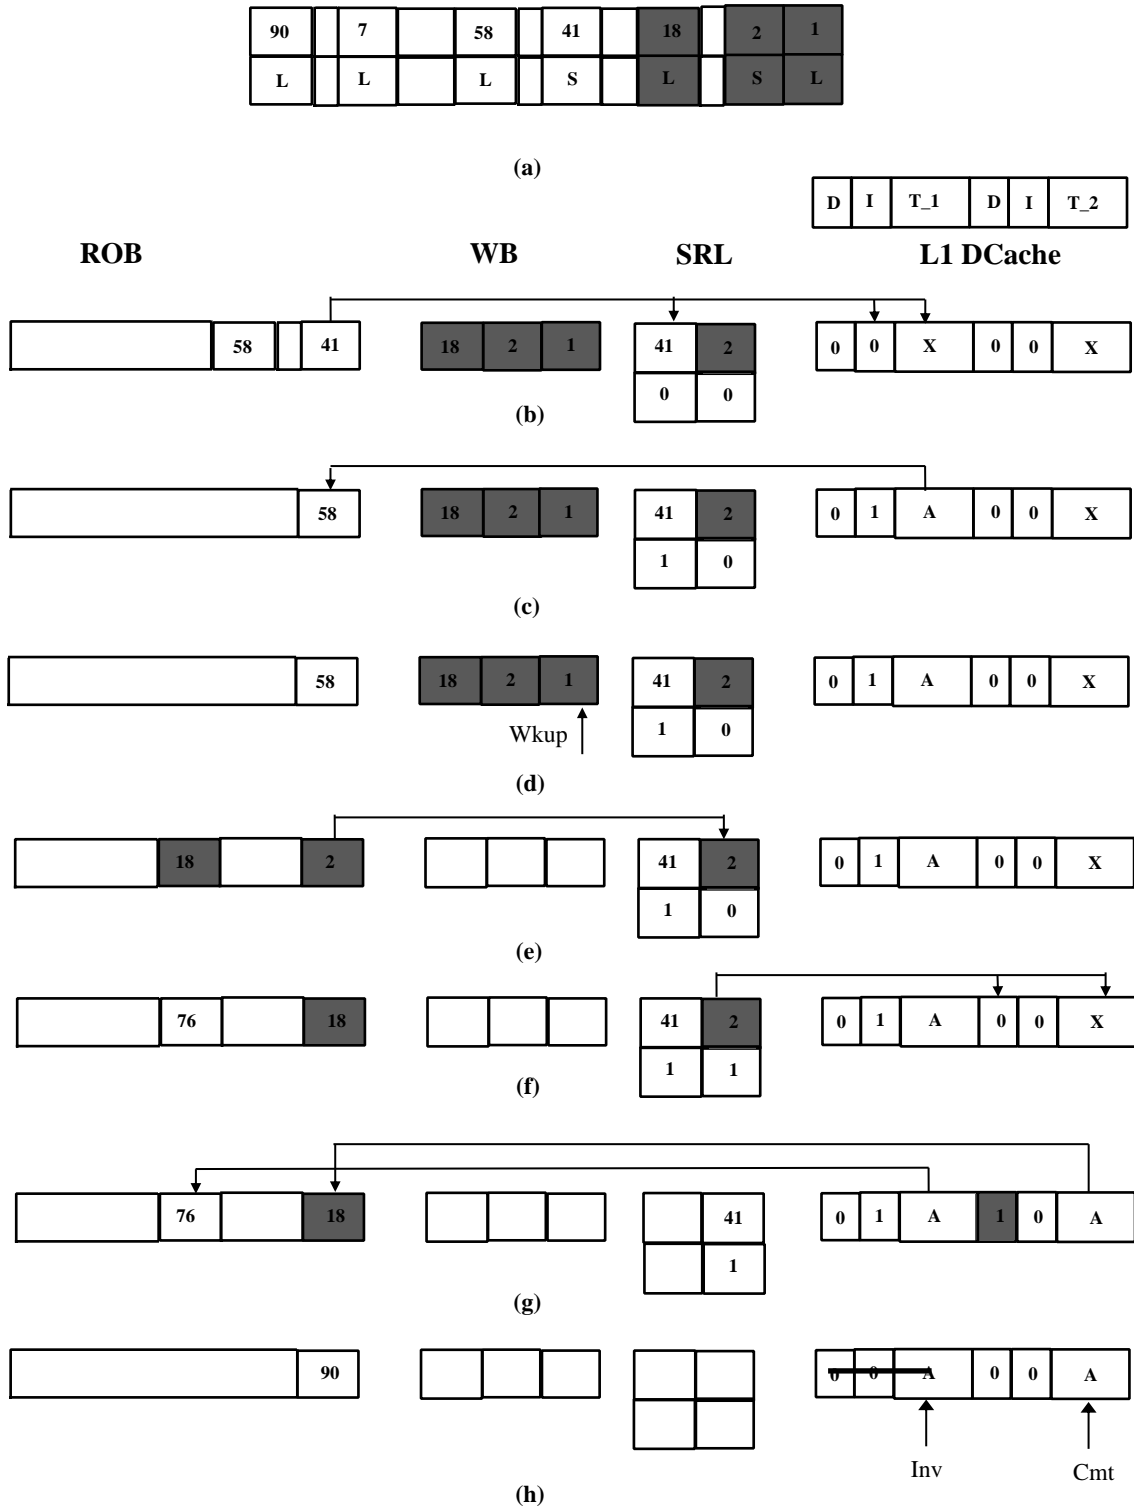 90 7 58 41 18 2 1
L L L S L S L
(a)
D I T_1 D I T_2
ROB WB SRL L1 DCache
58 41 18 2 1 41 2 0 0 X 0 0 X
0 0
(b)
58 18 2 1 41 2 0 1 A 0 0 X
1 0
(c)
58 18 2 1 41 2 0 1 A 0 0 X
Wkup 1 0
(d)
18 2 41 2 0 1 A 0 0 X
1 0
(e)
76 18 41 2 0 1 A 0 0 X
1 1
(f)
76 18 41 0 1 A 1 0 A
1
(g)
90 0 0 A 0 0 A
Inv Cmt
(h)